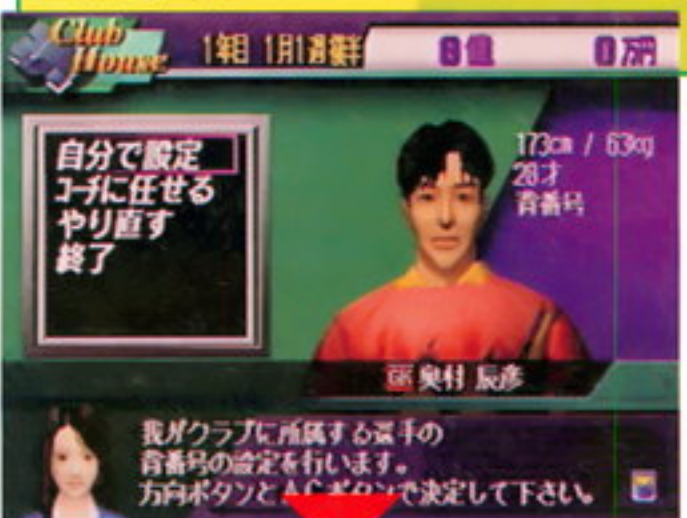 Club House
1年目 1月1週後半
0億 0万円
自分で設定
コーチに任せる
やり直す
終了
173cm / 63kg
28才
背番号
GK 奥村 辰彦
我がクラブに所属する選手の
背番号の設定を行います。
方向ボタンとA,Cボタンで決定して下さい。